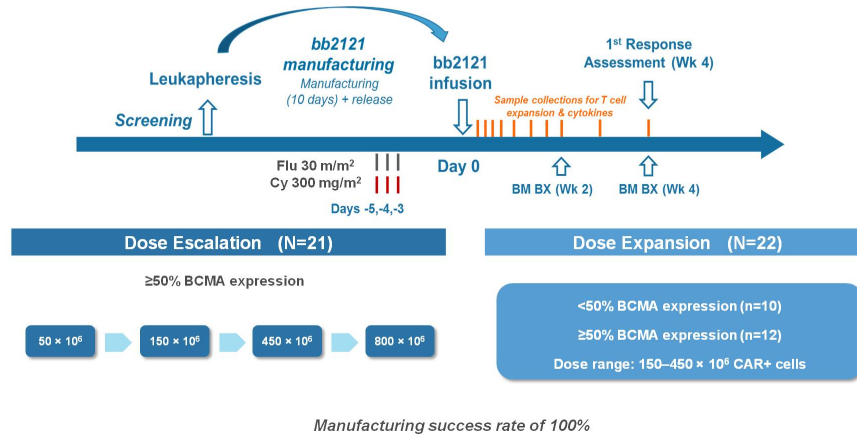 bb2121
manufacturing
Manufacturing
(10 days) + release
Leukapheresis
Screening
bb2121
infusion
1st Response
Assessment (Wk 4)
Sample collections for T cell
expansion & cytokines
Flu 30 m/m²
Cy 300 mg/m²
Days -5,-4,-3
Day 0
BM BX (Wk 2)
BM BX (Wk 4)
Dose Escalation (N=21)
≥50% BCMA expression
50 × 10⁶
150 × 10⁶
450 × 10⁶
800 × 10⁶
Dose Expansion (N=22)
<50% BCMA expression (n=10)
≥50% BCMA expression (n=12)
Dose range: 150–450 × 10⁶ CAR+ cells
Manufacturing success rate of 100%